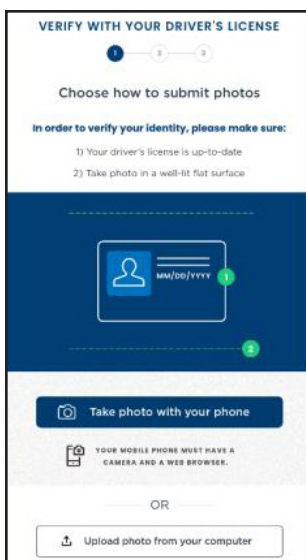 VERIFY WITH YOUR DRIVER'S LICENSE
1 2 3
Choose how to submit photos
In order to verify your identity, please make sure:
1) Your driver's license is up-to-date
2) Take photo in a well-lit flat surface
MM/DD/YYYY 1
2
Take photo with your phone
YOUR MOBILE PHONE MUST HAVE A
CAMERA AND A WEB BROWSER.
OR
Upload photo from your computer